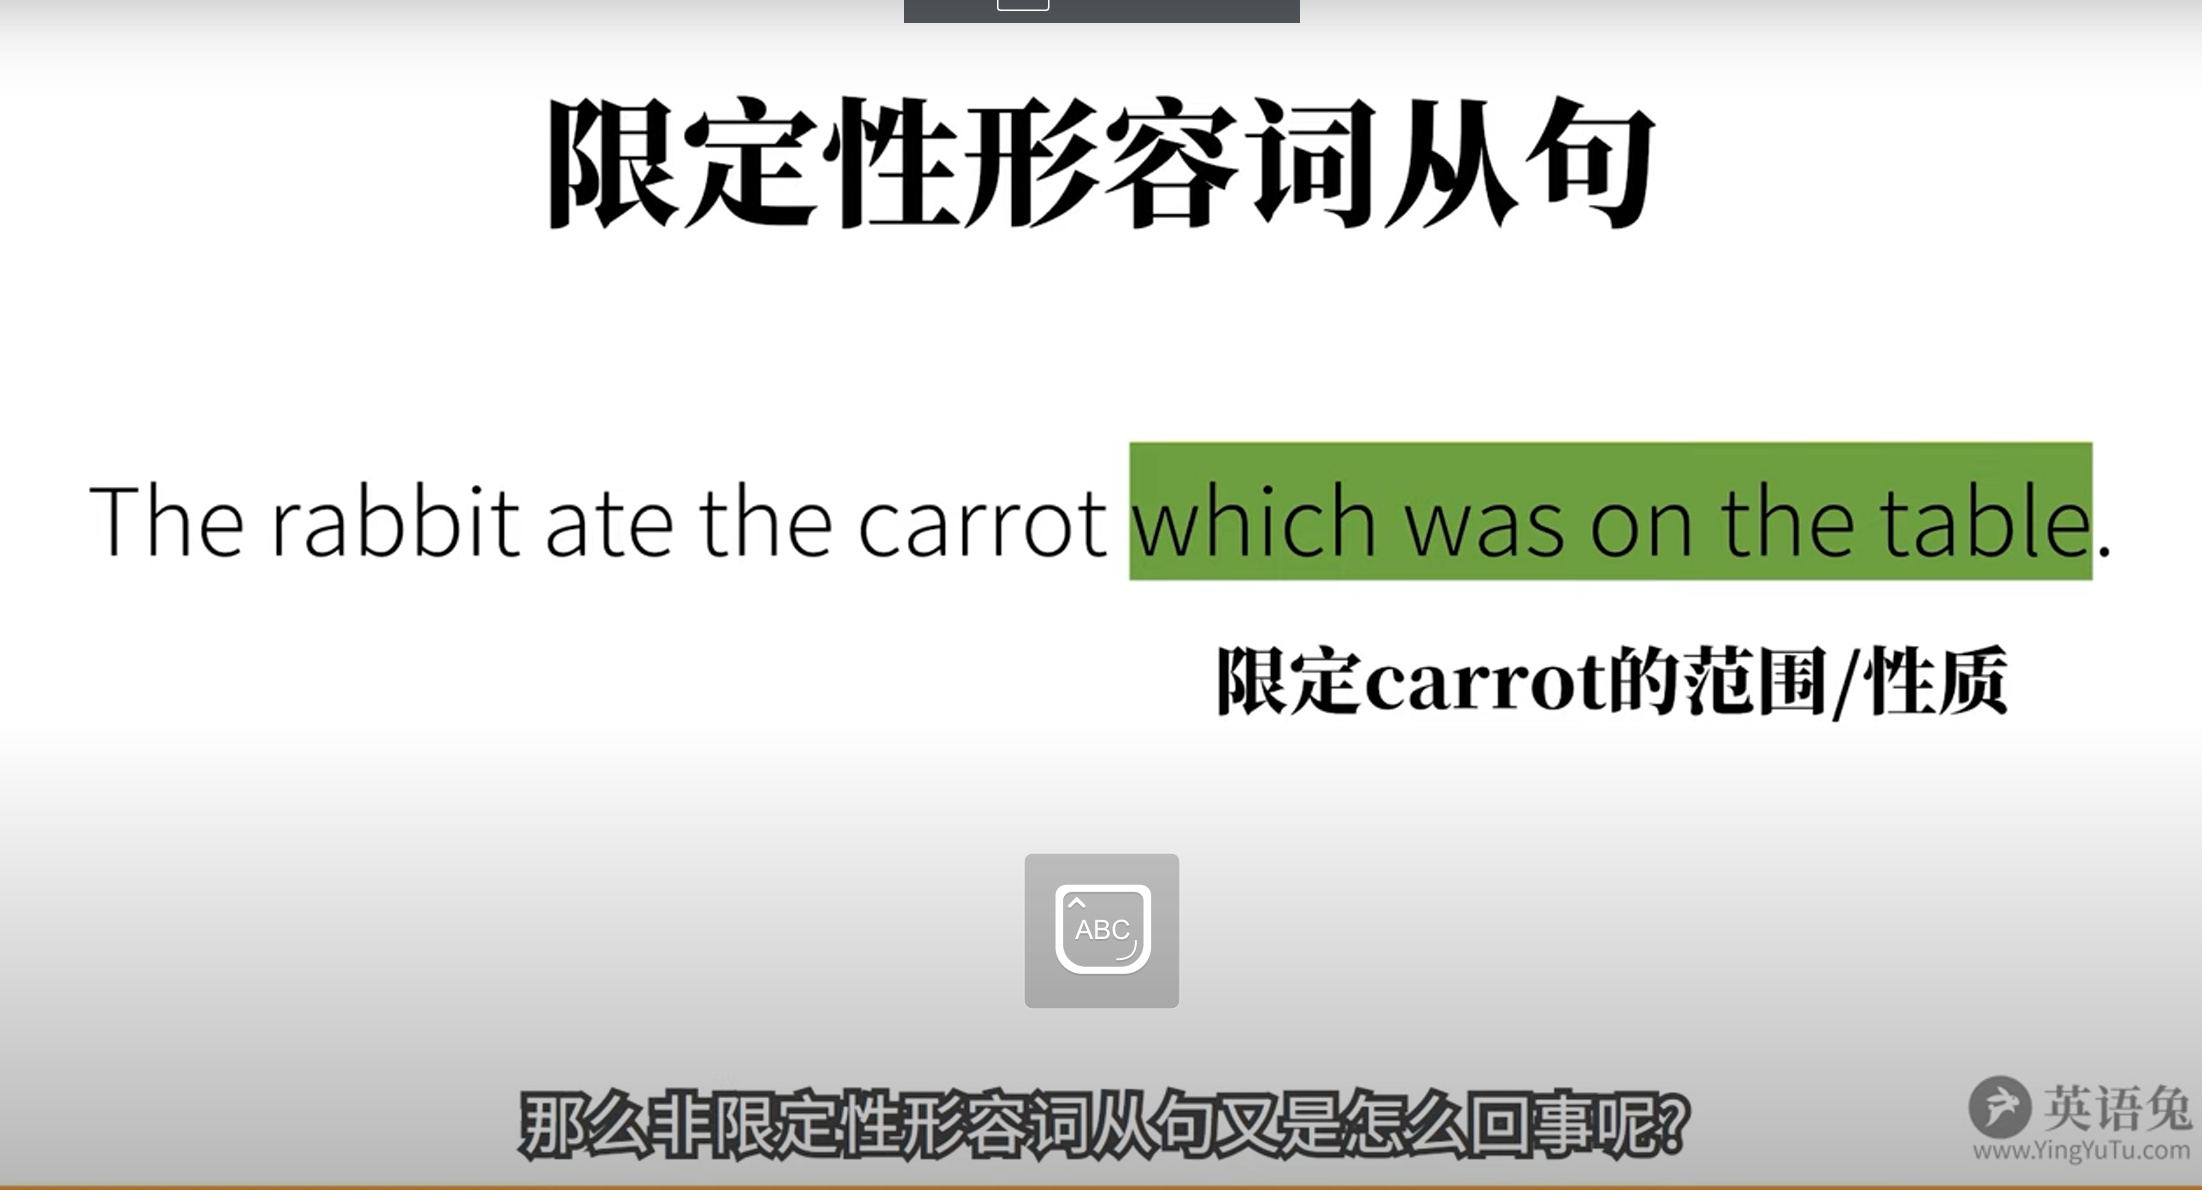 限定性形容词从句
The rabbit ate the carrot which was on the table.
限定carrot的范围/性质
ABC
那么非限定性形容词从句又是怎么回事呢?
英语兔
www.YingYuTu.com